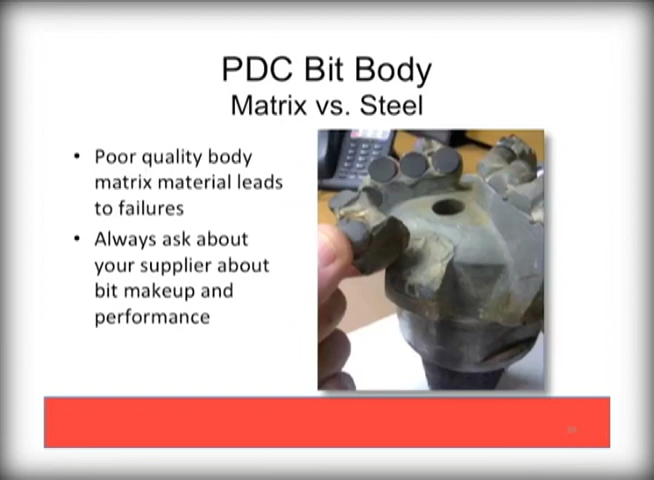 PDC Bit Body
Matrix vs. Steel
• Poor quality body
matrix material leads
to failures
• Always ask about
your supplier about
bit makeup and
performance